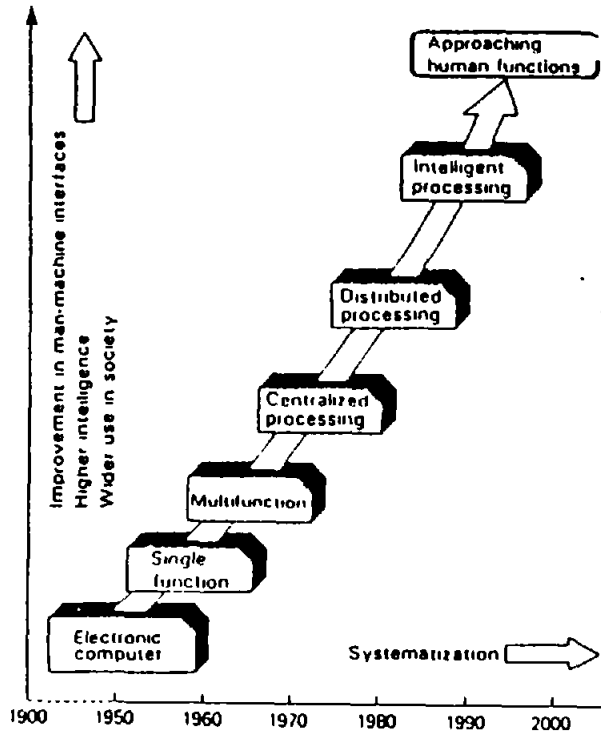 Approaching
human functions
Intelligent
processing
Distributed
processing
Centralized
processing
Multifunction
Single
function
Electronic
computer
Improvement in man-machine interfaces
Higher intelligence
Wider use in society
Systematization
1900 1950 1960 1970 1980 1990 2000